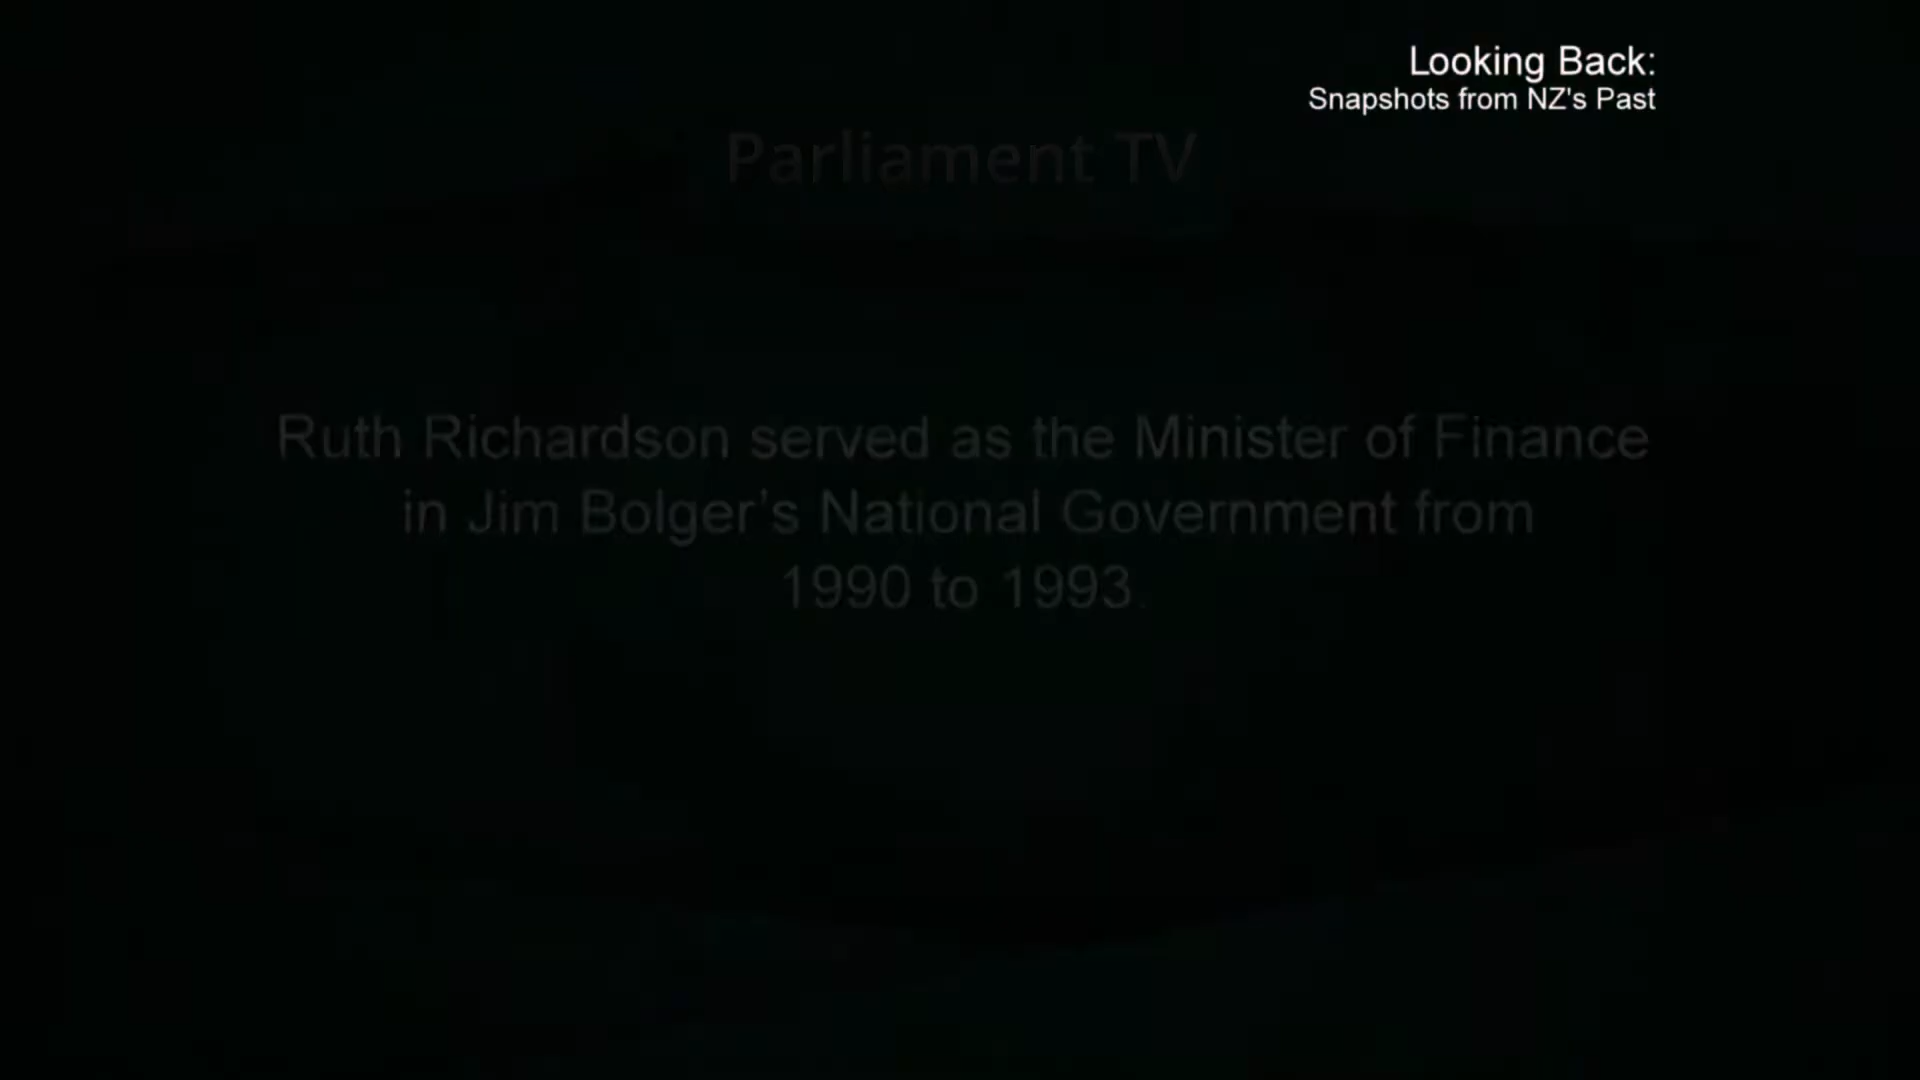 Looking Back:
Snapshots from NZ's Past
Parliament TV
Ruth Richardson served as the Minister of Finance
in Jim Bolger's National Government from
1990 to 1993.